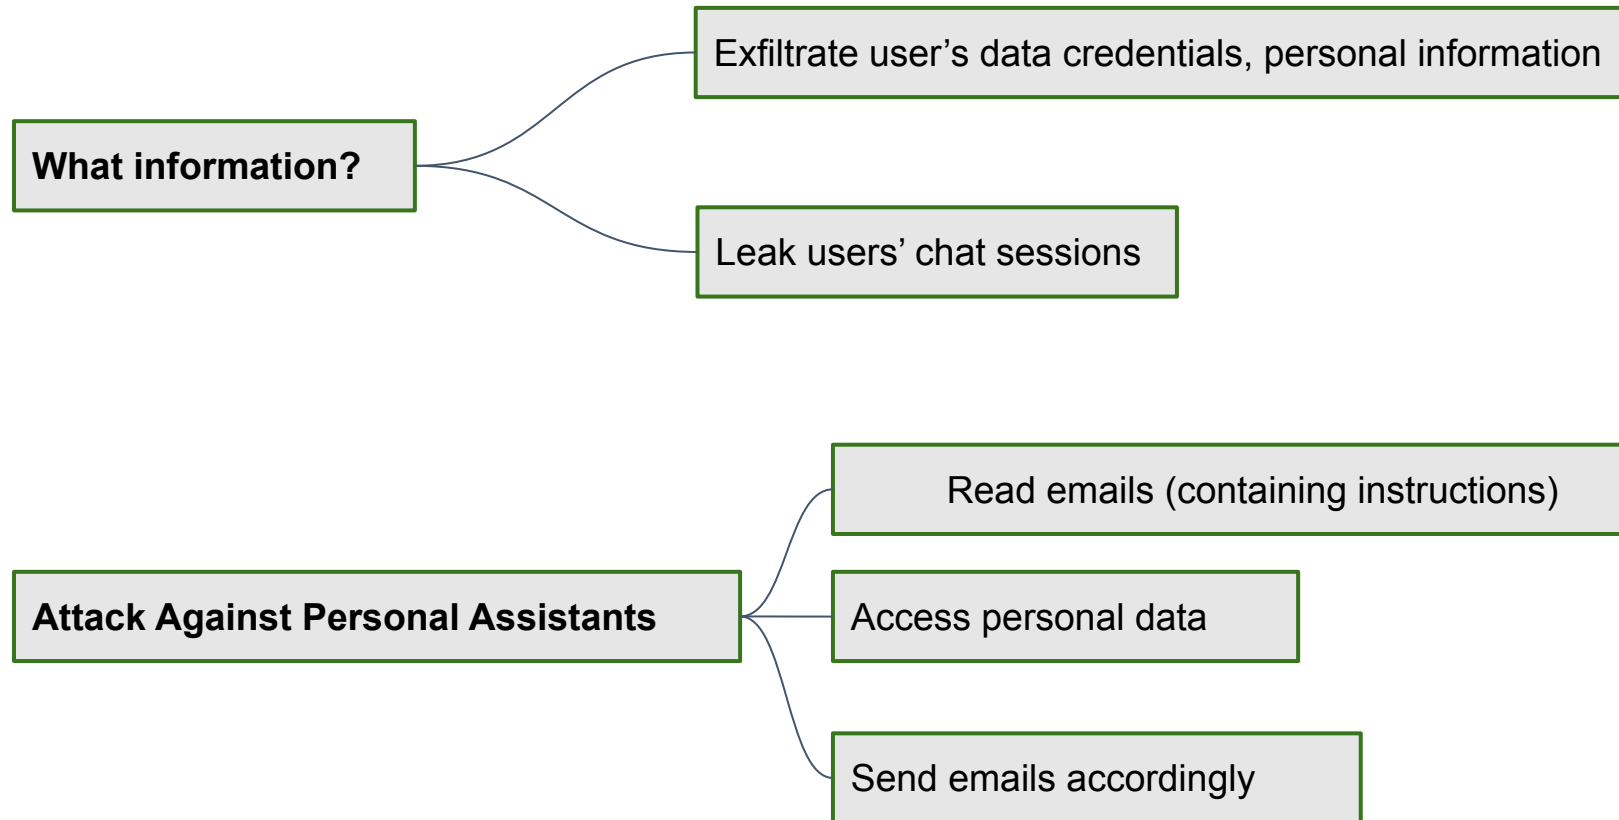 Exfiltrate user’s data credentials, personal information
What information?
Leak users’ chat sessions
Read emails (containing instructions)
Attack Against Personal Assistants
Access personal data
Send emails accordingly